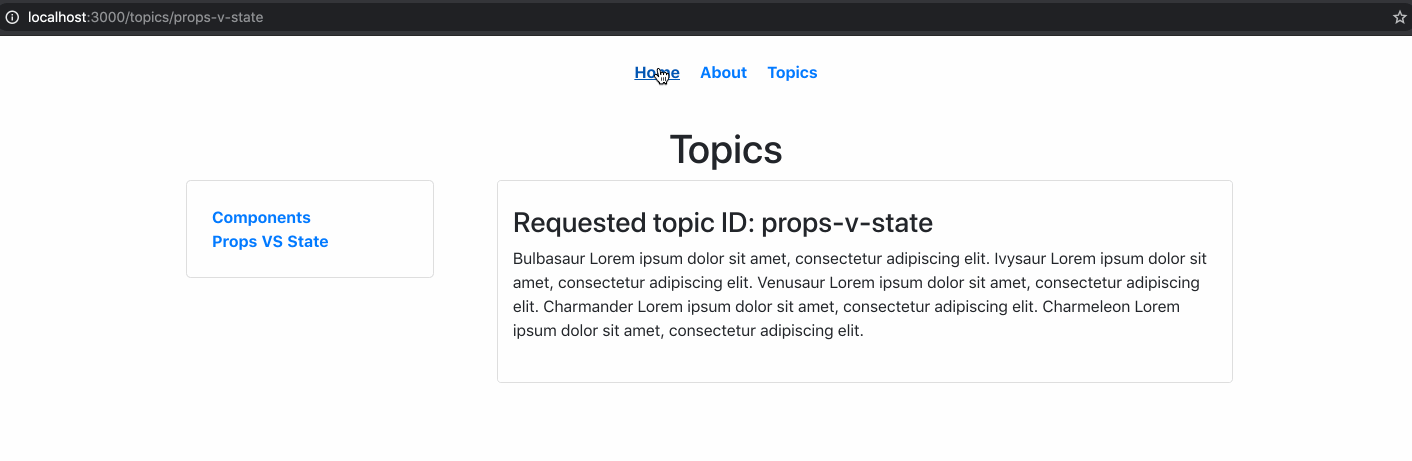 localhost:3000/topics/props-v-state
Home About Topics
Topics
Components
Props VS State
Requested topic ID: props-v-state
Bulbasaur Lorem ipsum dolor sit amet, consectetur adipiscing elit. Ivysaur Lorem ipsum dolor sit
amet, consectetur adipiscing elit. Venusaur Lorem ipsum dolor sit amet, consectetur adipiscing
elit. Charmander Lorem ipsum dolor sit amet, consectetur adipiscing elit. Charmeleon Lorem
ipsum dolor sit amet, consectetur adipiscing elit.